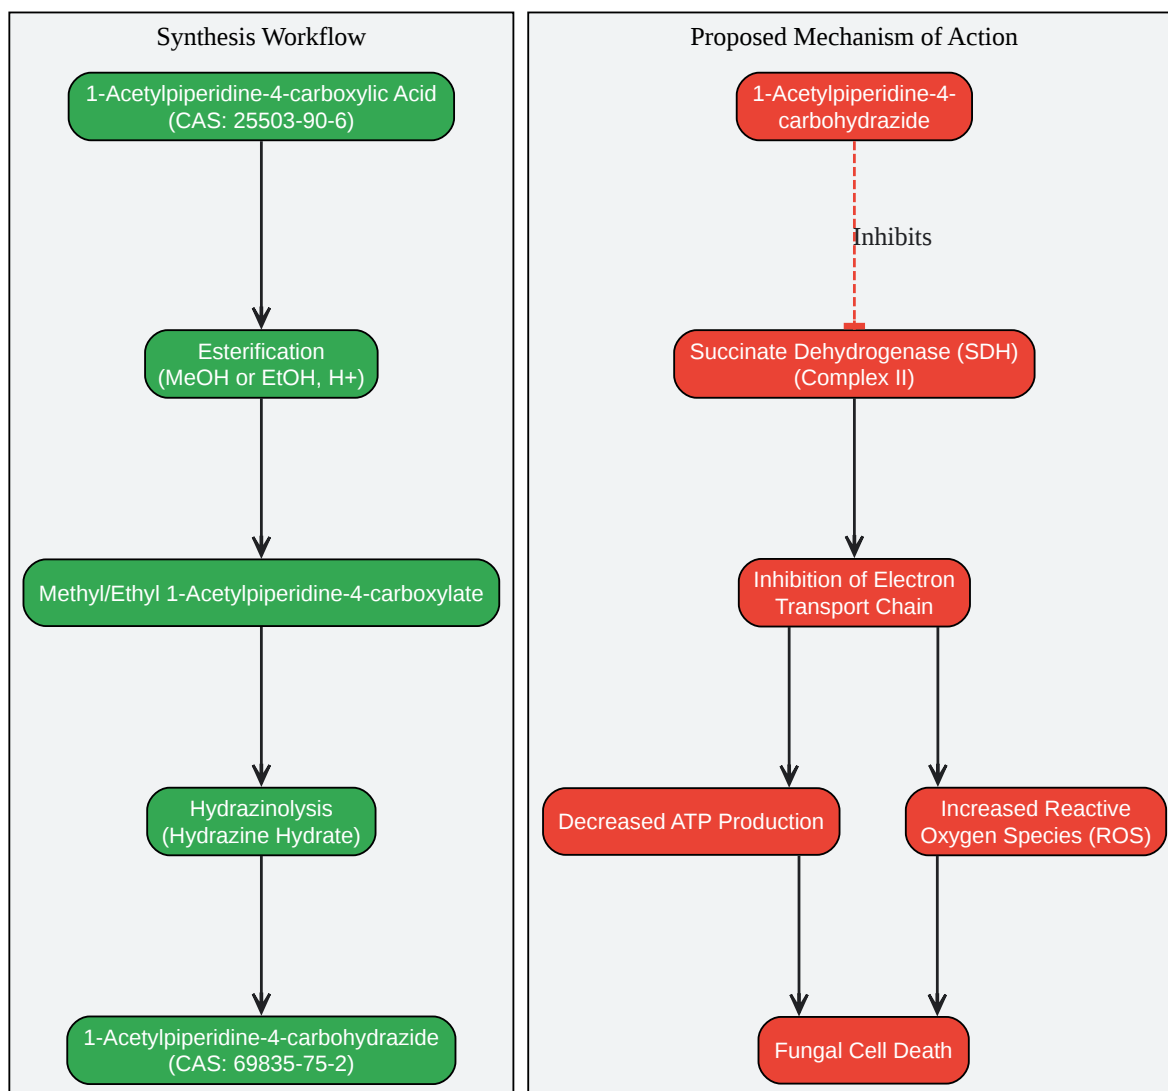 Synthesis Workflow
1-Acetylpiperidine-4-carboxylic Acid
(CAS: 25503-90-6)
Esterification
(MeOH or EtOH, H+)
Methyl/Ethyl 1-Acetylpiperidine-4-carboxylate
Hydrazinolysis
(Hydrazine Hydrate)
1-Acetylpiperidine-4-carbohydrazide
(CAS: 69835-75-2)
Proposed Mechanism of Action
1-Acetylpiperidine-4-
carbohydrazide
Inhibits
Succinate Dehydrogenase (SDH)
(Complex II)
Inhibition of Electron
Transport Chain
Decreased ATP Production
Increased Reactive
Oxygen Species (ROS)
Fungal Cell Death